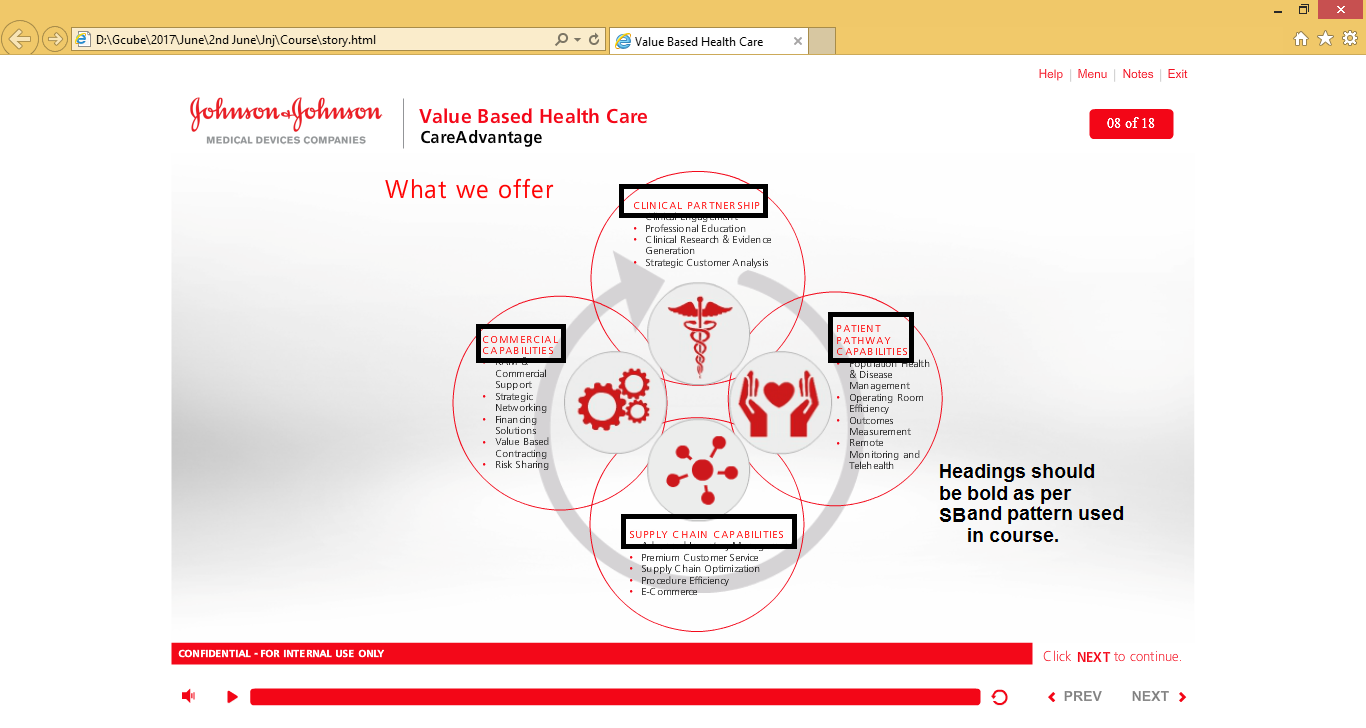 D:\Gcube\2017\June\2nd June\Jnj\Course\story.html
Value Based Health Care
Help | Menu | Notes | Exit
Johnson & Johnson
MEDICAL DEVICES COMPANIES
Value Based Health Care
CareAdvantage
08 of 18
What we offer
CLINICAL PARTNERSHIP
Clinical Engagement
• Professional Education
• Clinical Research & Evidence
Generation
• Strategic Customer Analysis
COMMERCIAL
CAPABILITIES
Commercial
Support
• Strategic
Networking
• Financing
Solutions
• Value Based
Contracting
• Risk Sharing
PATIENT
PATHWAY
CAPABILITIES
Population Health
& Disease
Management
• Operating Room
Efficiency
• Outcomes
Measurement
• Remote
Monitoring and
Telehealth
SUPPLY CHAIN CAPABILITIES
• Premium Customer Service
• Supply Chain Optimization
• Procedure Efficiency
• E-Commerce
Headings should
be bold as per
SB and pattern used
in course.
CONFIDENTIAL - FOR INTERNAL USE ONLY
Click NEXT to continue.
PREV
NEXT